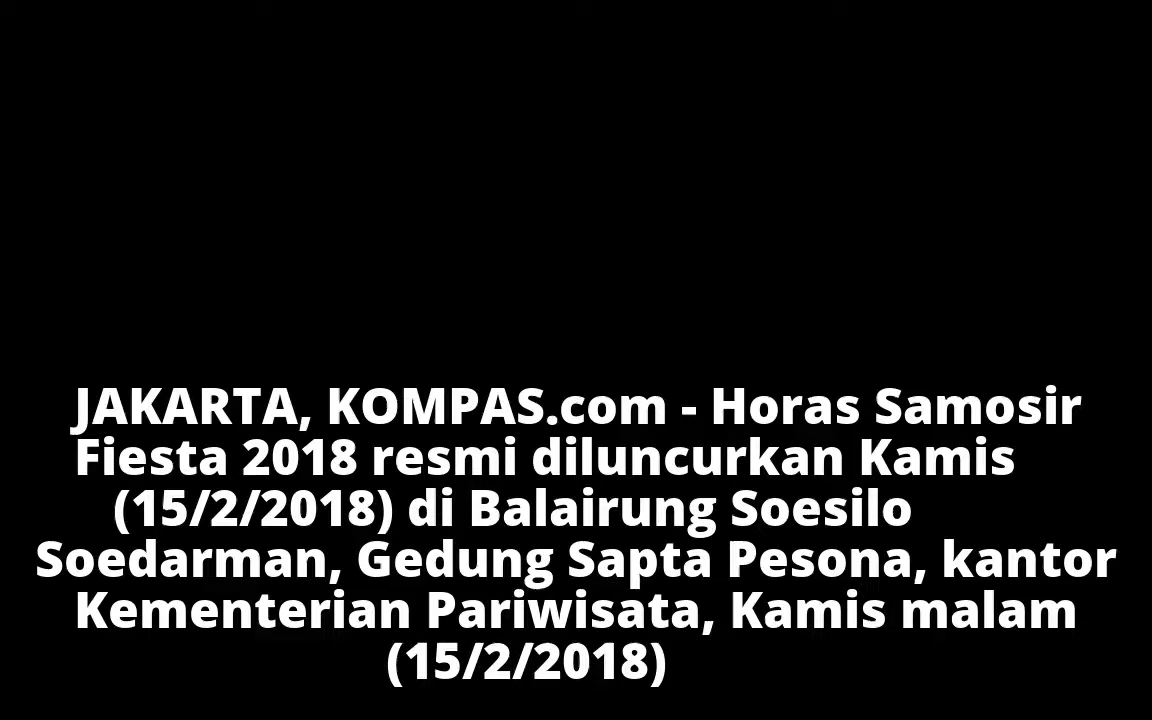 JAKARTA, KOMPAS.com - Horas Samosir
Fiesta 2018 resmi diluncurkan Kamis
(15/2/2018) di Balairung Soesilo
Soedarman, Gedung Sapta Pesona, kantor
Kementerian Pariwisata, Kamis malam
(15/2/2018)